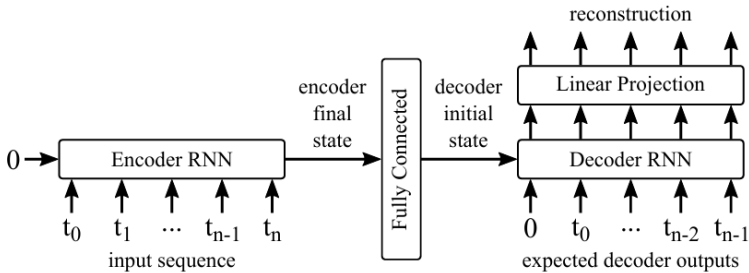 reconstruction
Linear Projection
encoder
final
state
decoder
initial
state
Fully Connected
0
Encoder RNN
Decoder RNN
t0 t1 ... tn-1 tn
0 t0 ... tn-2 tn-1
input sequence
expected decoder outputs